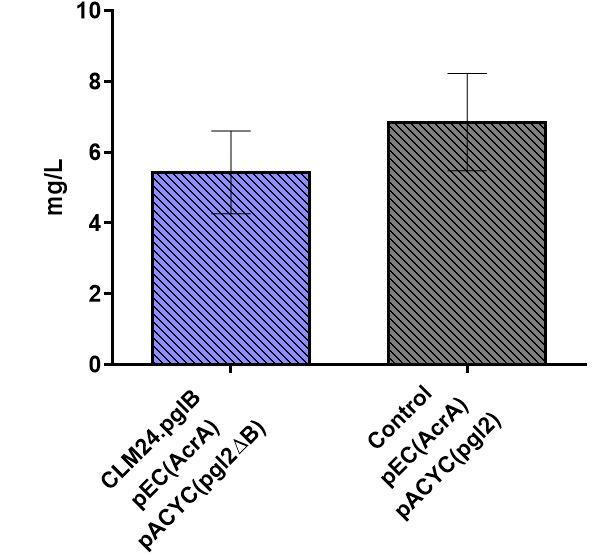 mg/L
10
8
6
4
2
0
CLM24.pglB
pEC(AcrA)
pACYC(pgl2ΔB)
Control
pEC(AcrA)
pACYC(pgl2)